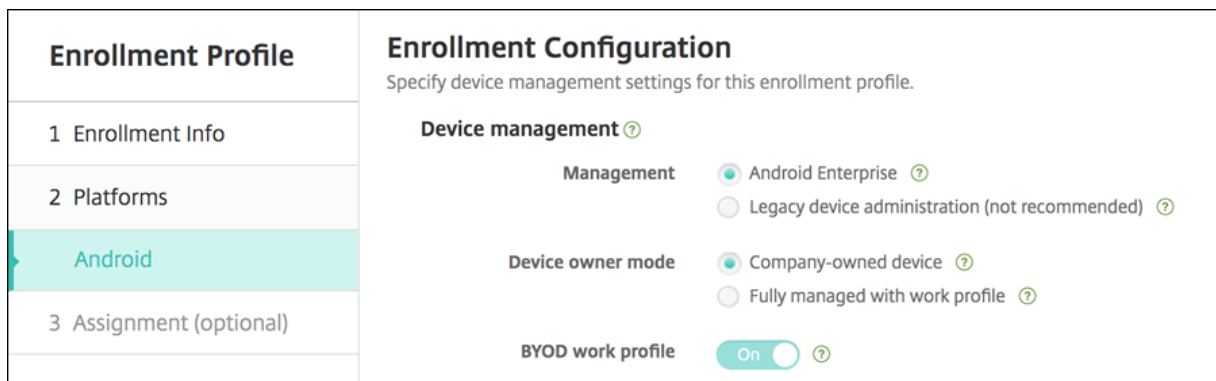 Enrollment Profile
1 Enrollment Info
2 Platforms
Android
3 Assignment (optional)
Enrollment Configuration
Specify device management settings for this enrollment profile.
Device management ?
Management
Android Enterprise ?
Legacy device administration (not recommended) ?
Device owner mode
Company-owned device ?
Fully managed with work profile ?
BYOD work profile
On ?